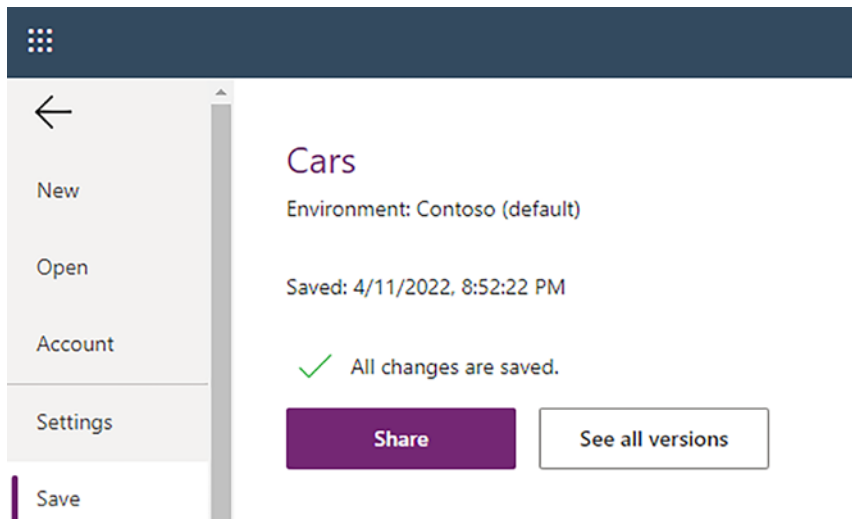 New
Open
Account
Settings
Save
Cars
Environment: Contoso (default)
Saved: 4/11/2022, 8:52:22 PM
All changes are saved.
Share
See all versions